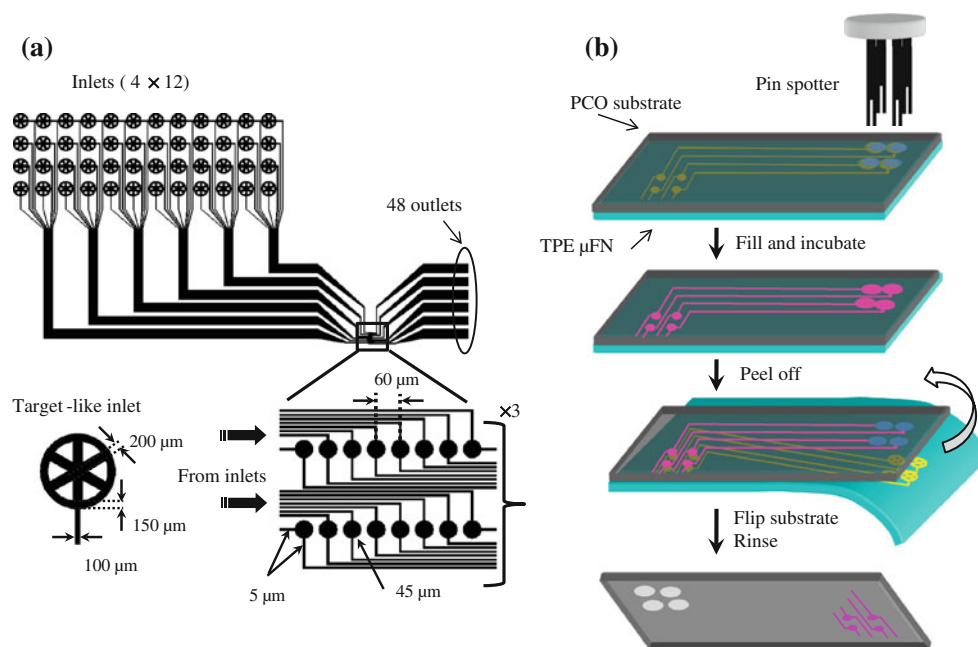 (a)
Inlets ( 4 × 12)
48 outlets
60 µm
×3
Target -like inlet
200 µm
From inlets
150 µm
100 µm
5 µm
45 µm
(b)
Pin spotter
PCO substrate
TPE µFN
Fill and incubate
Peel off
Flip substrate
Rinse